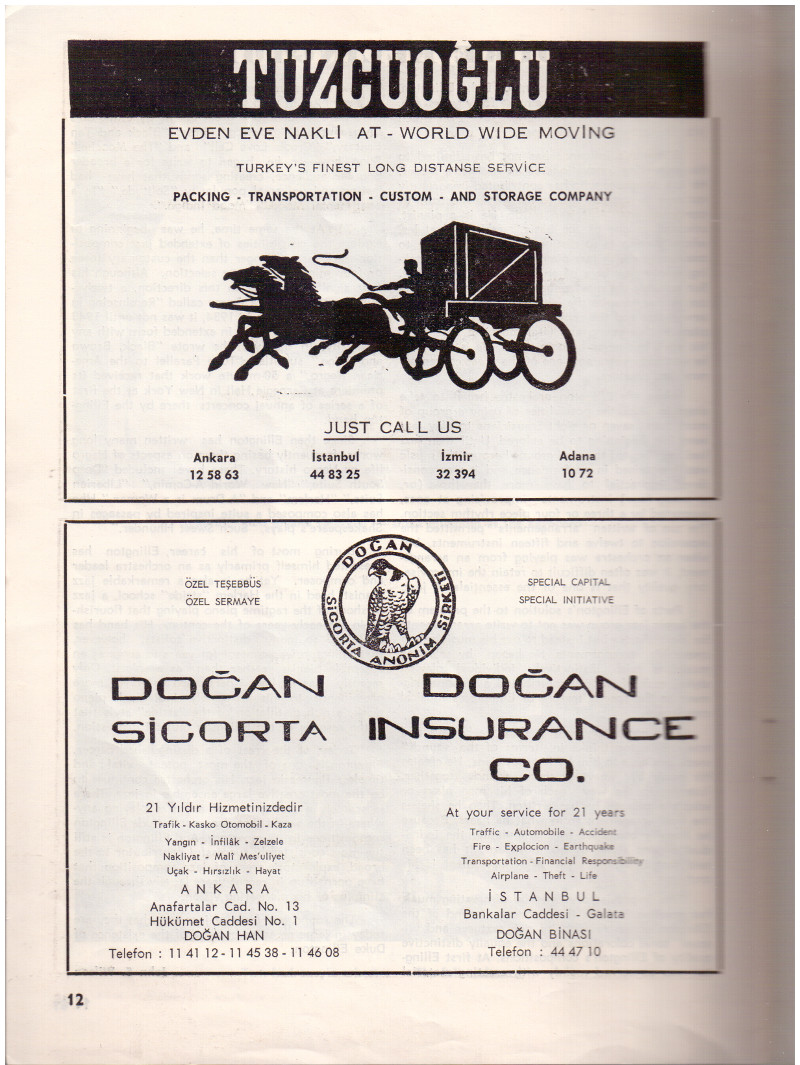 TUZCUOĞLU
EVDEN EVE NAKLİ AT - WORLD WIDE MOVİNG
TURKEY'S FINEST LONG DISTANSE SERVİCE
PACKING - TRANSPORTATION - CUSTOM - AND STORAGE COMPANY
JUST CALL US
Ankara İstanbul İzmir Adana
12 58 63 44 83 25 32 394 10 72
DOĞAN SİGORTA ANONİM ŞİRKETİ
ÖZEL TEŞEBBÜS
ÖZEL SERMAYE
SPECIAL CAPITAL
SPECIAL INITIATIVE
DOĞAN
SİGORTA
21 Yıldır Hizmetinizdedir
Trafik - Kasko Otomobil - Kaza
Yangın - İnfilâk - Zelzele
Nakliyat - Malî Mes'uliyet
Uçak - Hırsızlık - Hayat
ANKARA
Anafartalar Cad. No. 13
Hükümet Caddesi No. 1
DOĞAN HAN
Telefon : 11 41 12 - 11 45 38 - 11 46 08
DOĞAN
INSURANCE
CO.
At your service for 21 years
Traffic - Automobile - Accident
Fire - Explocion - Earthquake
Transportation - Financial Responsibility
Airplane - Theft - Life
İSTANBUL
Bankalar Caddesi - Galata
DOĞAN BİNASI
Telefon : 44 47 10
12